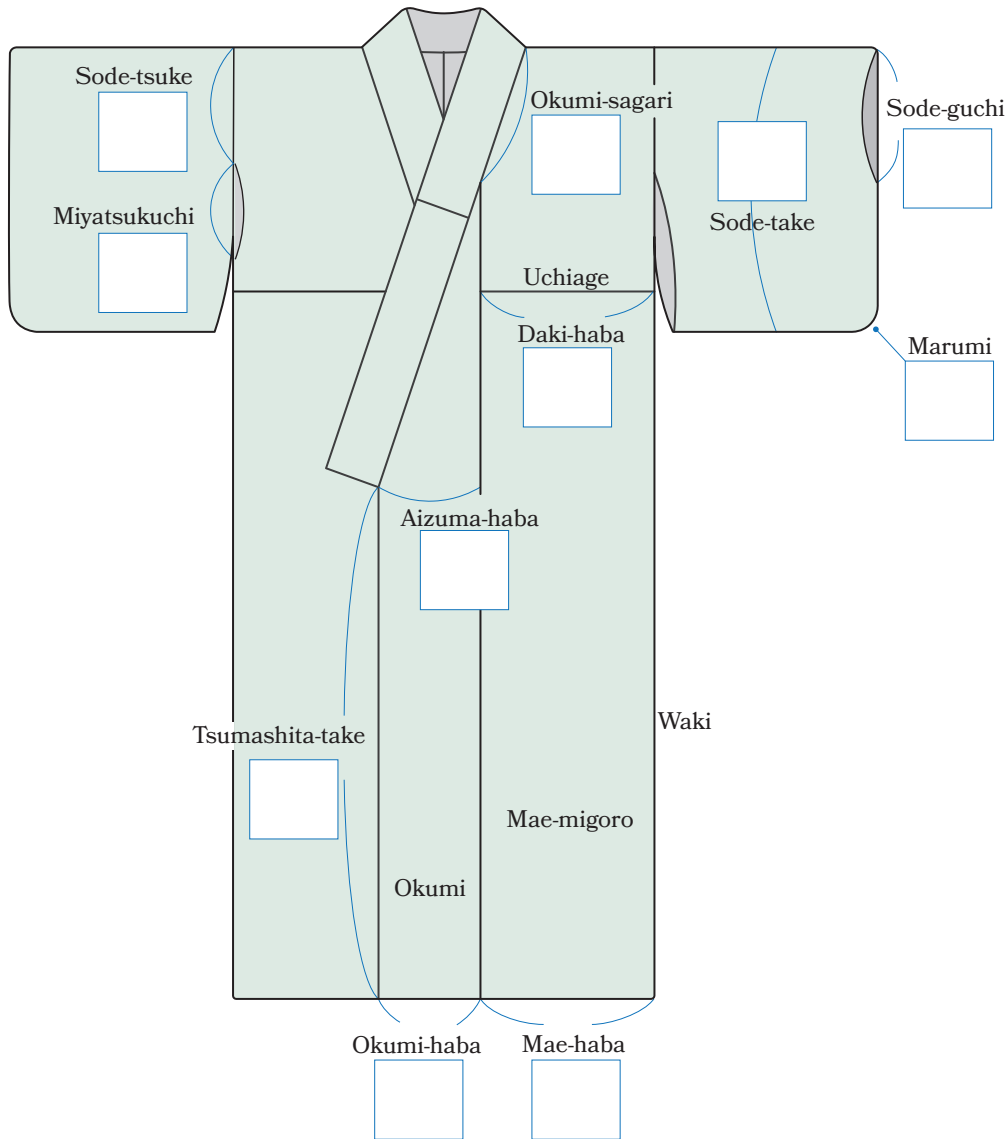 Sode-tsuke
Okumi-sagari
Sode-guchi
Miyatsukuchi
Sode-take
Uchiage
Daki-haba
Marumi
Aizuma-haba
Waki
Tsumashita-take
Mae-migoro
Okumi
Okumi-haba
Mae-haba